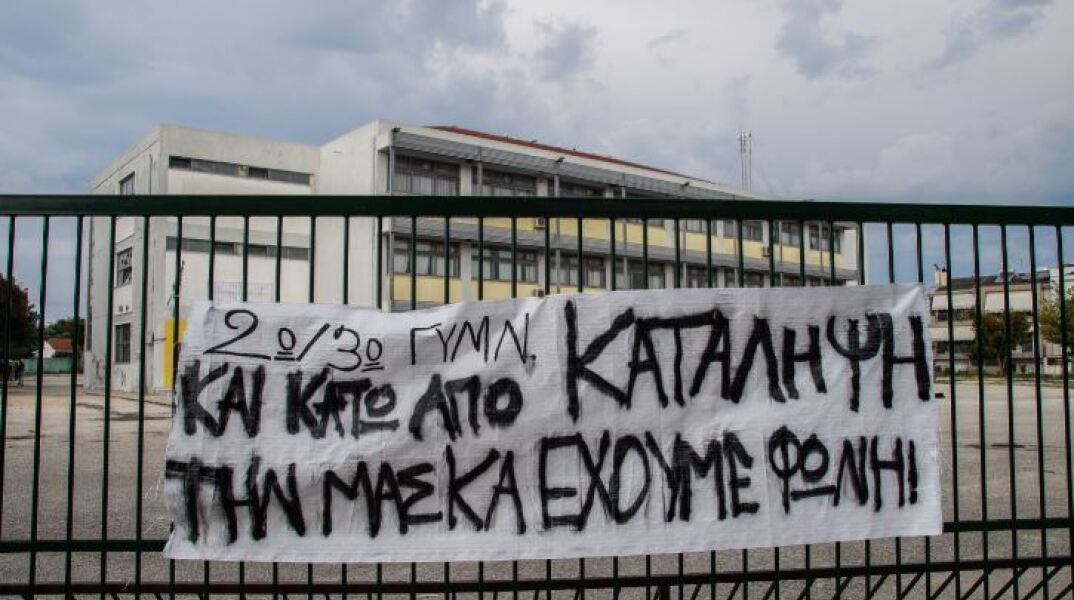 2ο/3ο ΓΥΜΝ. ΚΑΤΑΛΗΨΗ
ΚΑΙ ΚΑΤΩ ΑΠΟ
ΤΗΝ ΜΑΣΚΑ ΕΧΟΥΜΕ ΦΩΝΗ!